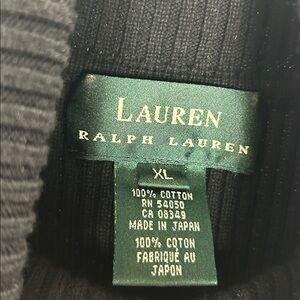 LAUREN
RALPH LAUREN
XL
100% COTTON
RN 54050
CA 08349
MADE IN JAPAN
100% COTON
FABRIQUÉ AU
JAPON